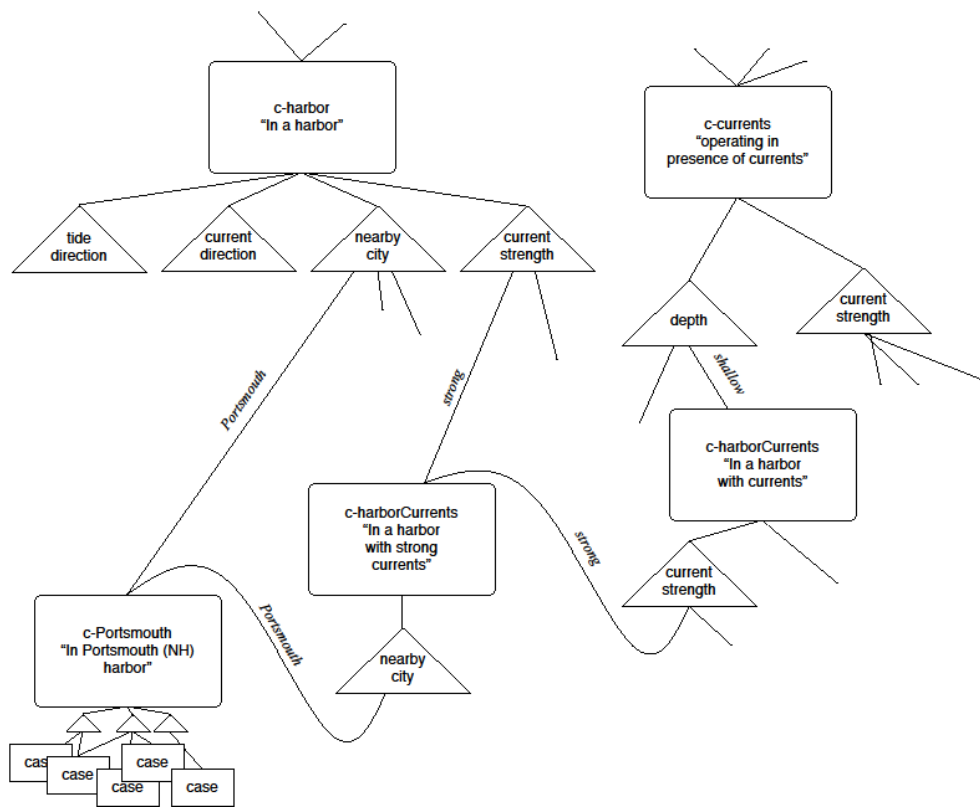 c-harbor
“In a harbor”
c-currents
“operating in
presence of currents”
tide
direction
current
direction
nearby
city
current
strength
depth
current
strength
Portsmouth
strong
shallow
c-harborCurrents
“In a harbor
with currents”
c-harborCurrents
“In a harbor
with strong
currents”
strong
current
strength
c-Portsmouth
“In Portsmouth (NH)
harbor”
Portsmouth
nearby
city
case
case
case
case
case